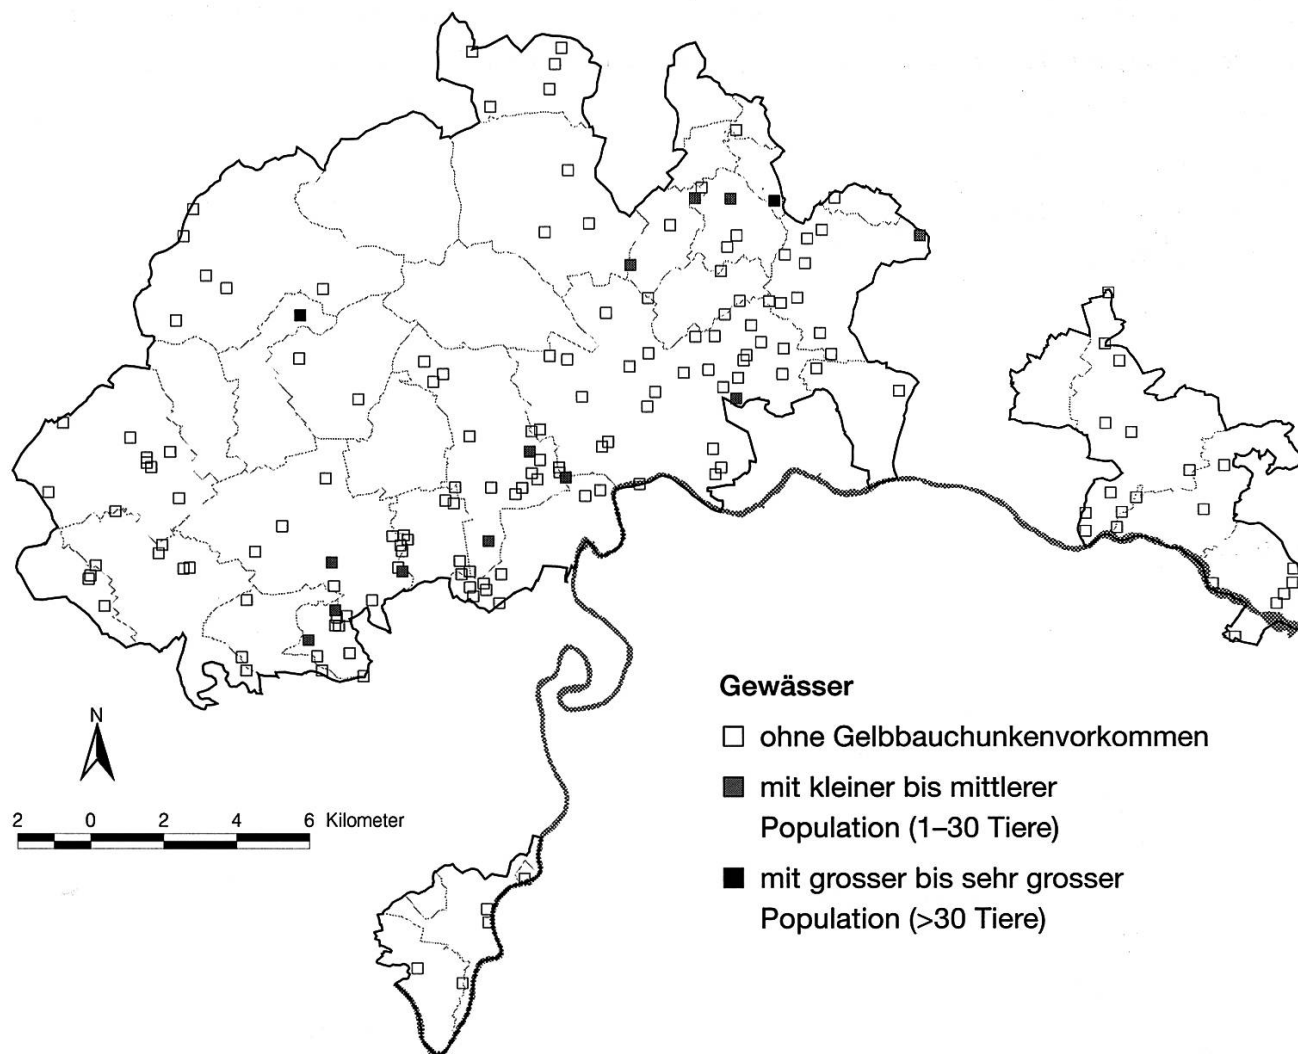 Gewässer
ohne Gelbbauchunkenvorkommen
mit kleiner bis mittlerer
Population (1–30 Tiere)
mit grosser bis sehr grosser
Population (>30 Tiere)
N
2 0 2 4 6 Kilometer